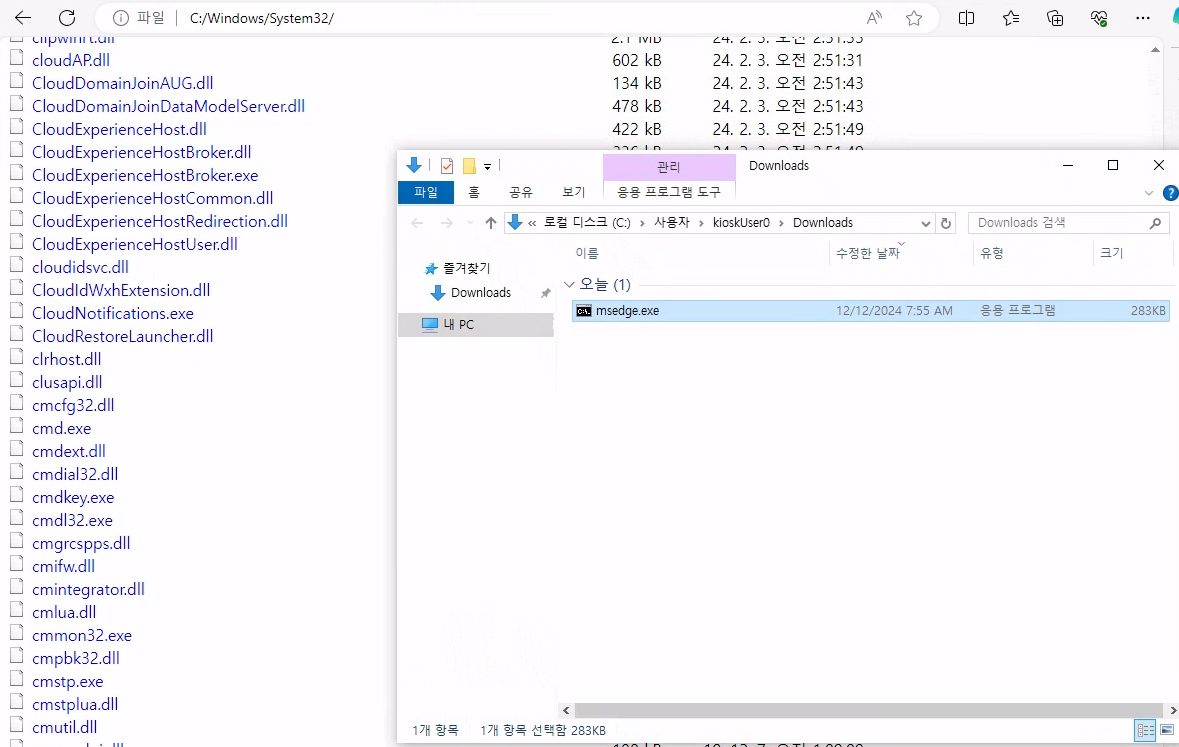 파일 C:/Windows/System32/
clipwinrt.dll 2.1 MB 24. 2. 3. 오전 2:51:33
cloudAP.dll 602 kB 24. 2. 3. 오전 2:51:31
CloudDomainJoinAUG.dll 134 kB 24. 2. 3. 오전 2:51:43
CloudDomainJoinDataModelServer.dll 478 kB 24. 2. 3. 오전 2:51:43
CloudExperienceHost.dll 422 kB 24. 2. 3. 오전 2:51:49
CloudExperienceHostBroker.dll
CloudExperienceHostBroker.exe
CloudExperienceHostCommon.dll
CloudExperienceHostRedirection.dll
CloudExperienceHostUser.dll
cloudidsvc.dll
CloudIdWxhExtension.dll
CloudNotifications.exe
CloudRestoreLauncher.dll
clrhost.dll
clusapi.dll
cmcfg32.dll
cmd.exe
cmdext.dll
cmdial32.dll
cmdkey.exe
cmdl32.exe
cmgrcspps.dll
cmifw.dll
cmintegrator.dll
cmlua.dll
cmmon32.exe
cmpbk32.dll
cmstp.exe
cmstplua.dll
cmutil.dll
관리 Downloads
파일 홈 공유 보기 응용 프로그램 도구
« 로컬 디스크 (C:) › 사용자 › kioskUser0 › Downloads Downloads 검색
즐겨찾기
Downloads
내 PC
이름 수정한 날짜 유형 크기
오늘 (1)
msedge.exe 12/12/2024 7:55 AM 응용 프로그램 283KB
1개 항목 1개 항목 선택함 283KB